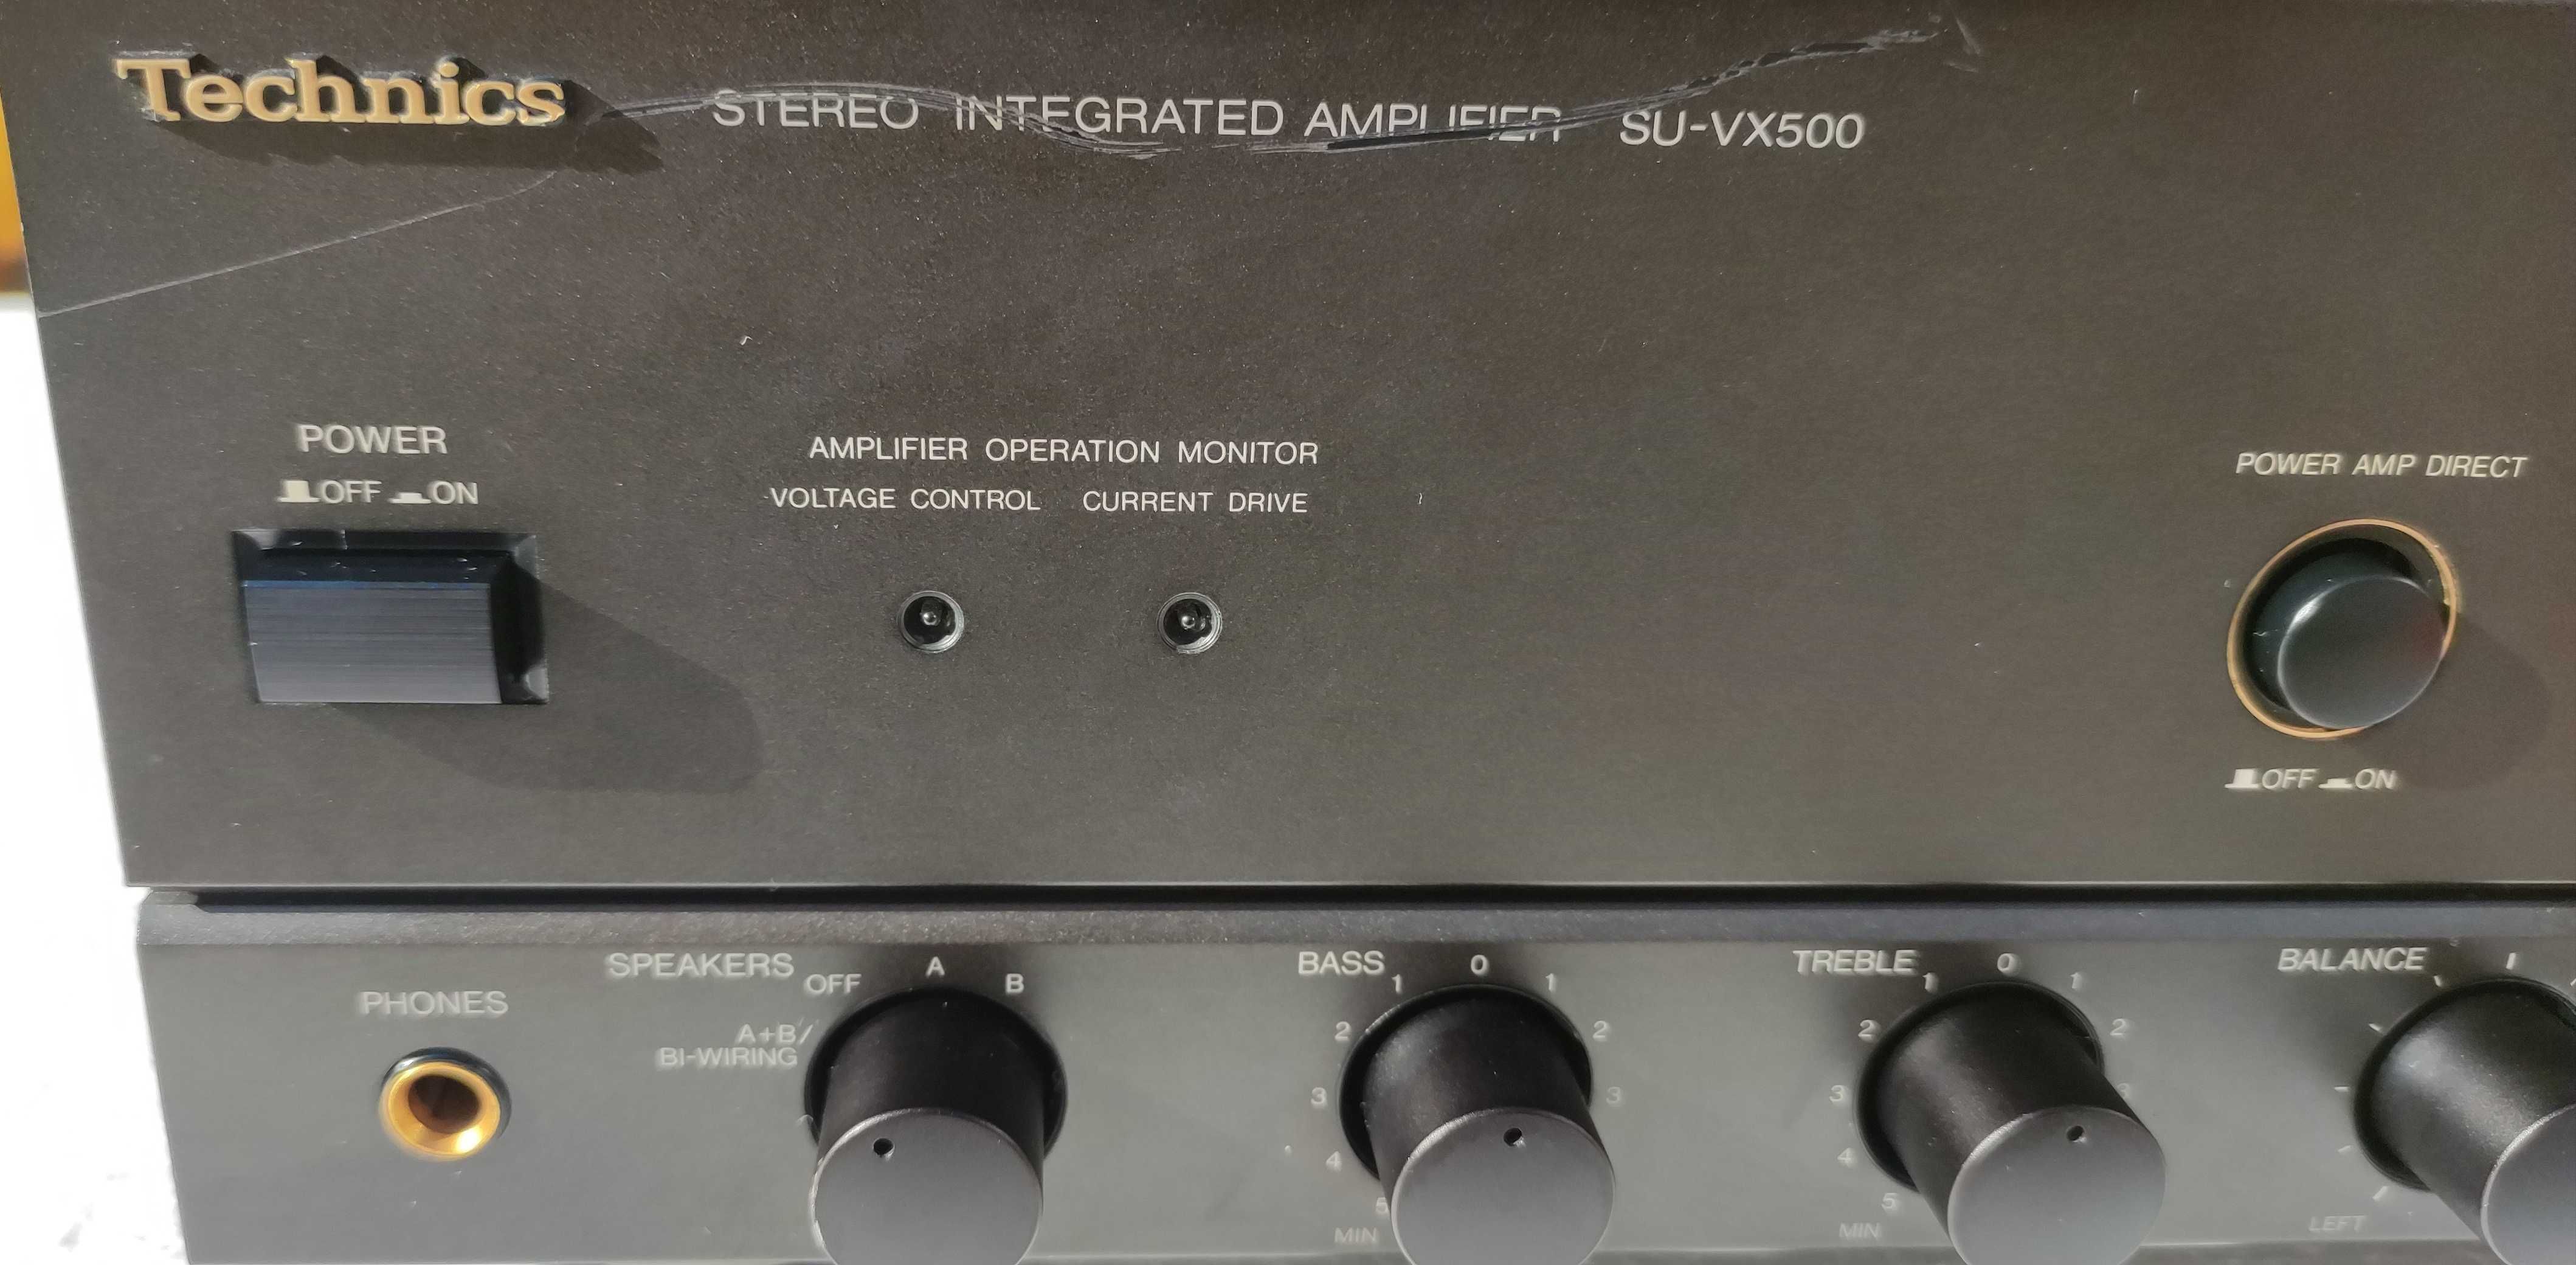 Technics
STEREO INTEGRATED AMPLIFIER SU-VX500
POWER
OFF ON
AMPLIFIER OPERATION MONITOR
VOLTAGE CONTROL CURRENT DRIVE
POWER AMP DIRECT
OFF ON
PHONES
SPEAKERS
OFF A B
A+B/
BI-WIRING
BASS
1 0 1
2 2
3 3
4
5
MIN
TREBLE
1 0 1
2 2
3
4
5
MIN
BALANCE
LEFT